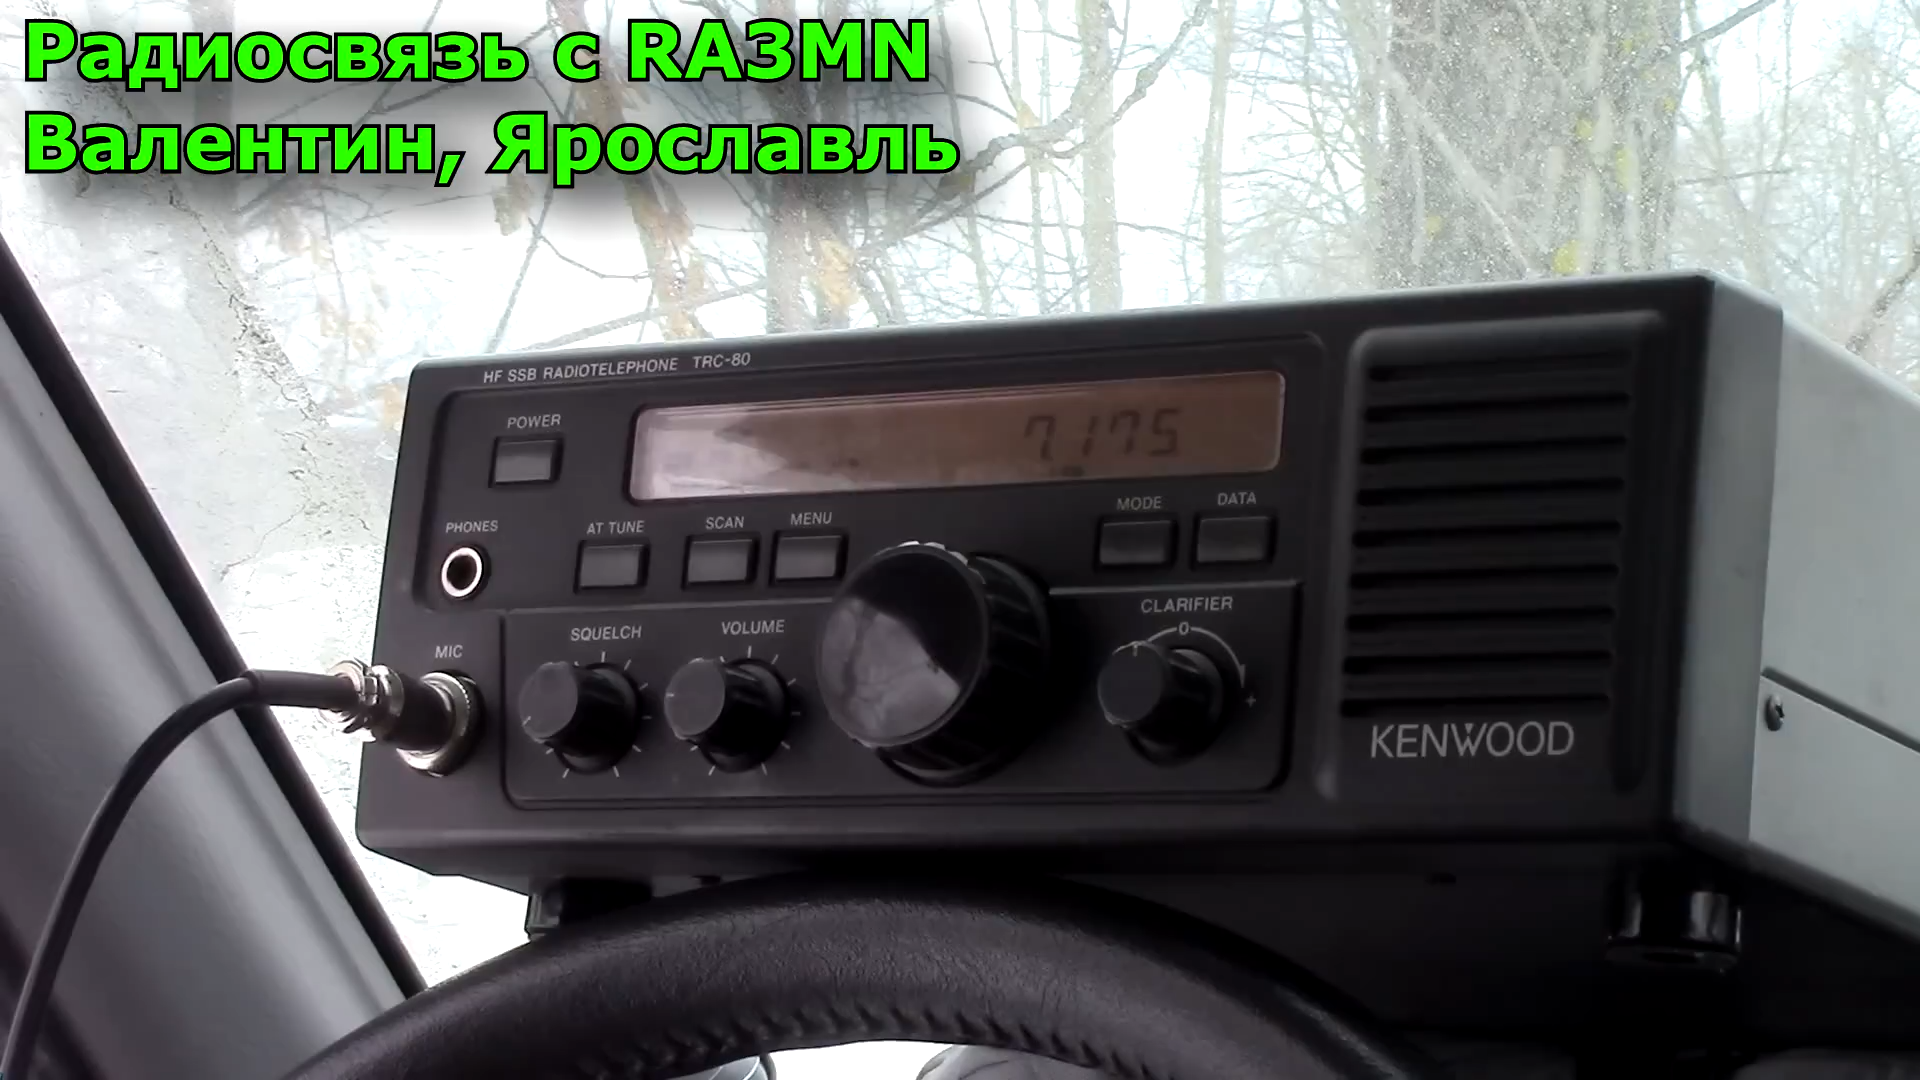 Радиосвязь с RA3MN
Валентин, Ярославль
HF SSB RADIOTELEPHONE TRC-80
POWER
7.175
PHONES
AT TUNE
SCAN
MENU
MODE
DATA
MIC
SQUELCH
VOLUME
CLARIFIER
0
+
KENWOOD